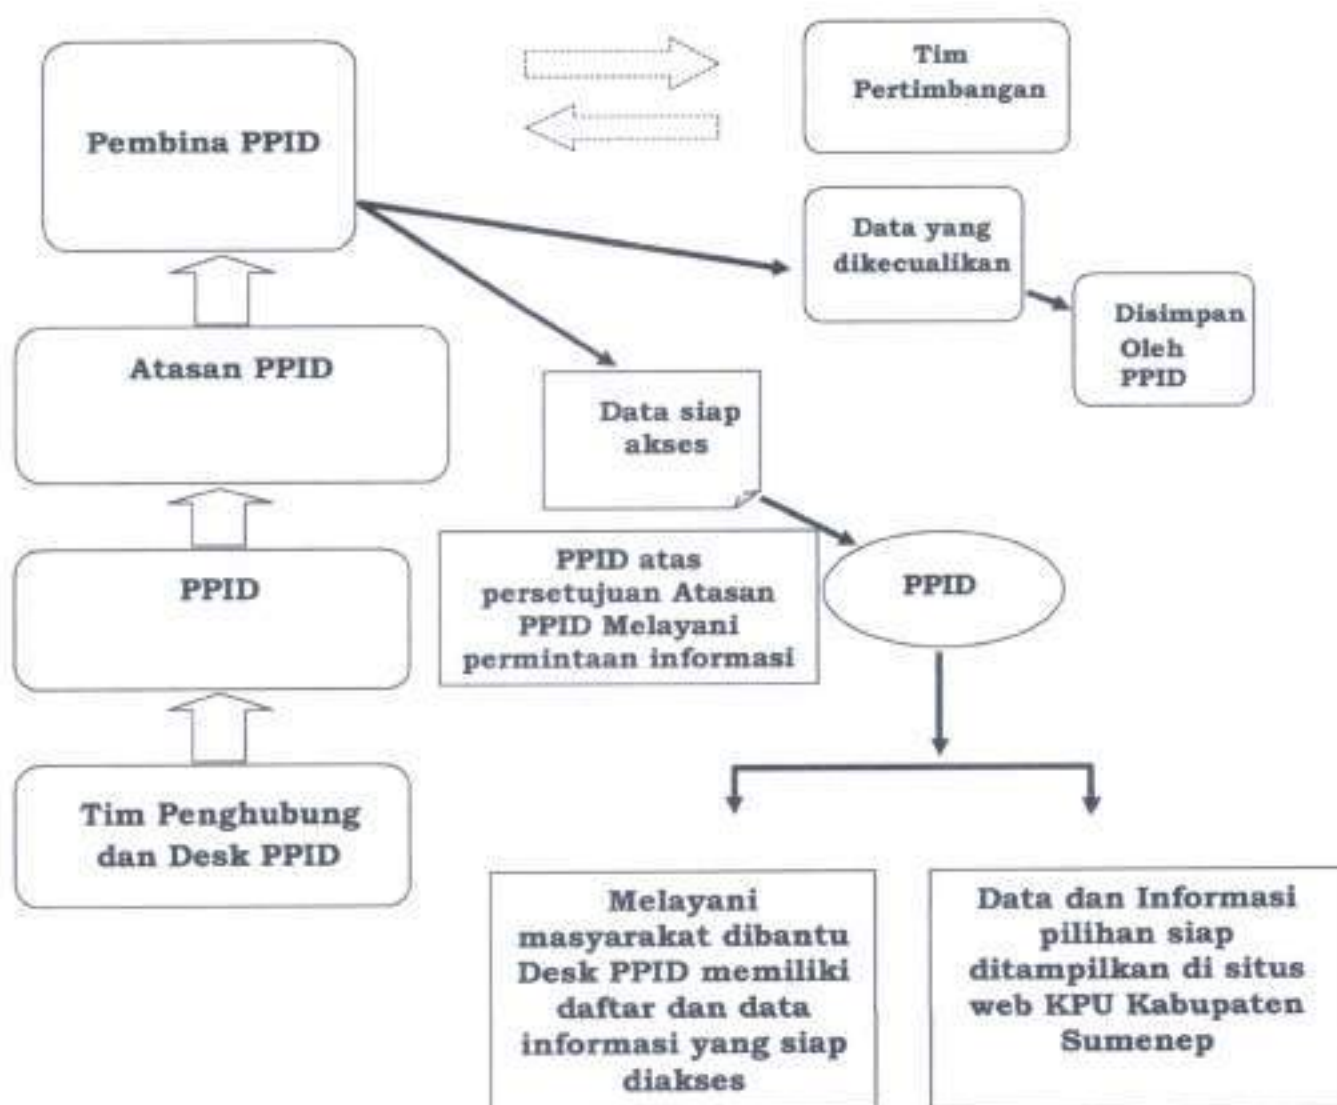 Pembina PPID
Tim
Pertimbangan
Data yang
dikecualikan
Disimpan
Oleh
PPID
Atasan PPID
Data siap
akses
PPID atas
persetujuan Atasan
PPID Melayani
permintaan informasi
PPID
PPID
Tim Penghubung
dan Desk PPID
Melayani
masyarakat dibantu
Desk PPID memiliki
daftar dan data
informasi yang siap
diakses
Data dan Informasi
pilihan siap
ditampilkan di situs
web KPU Kabupaten
Sumenep